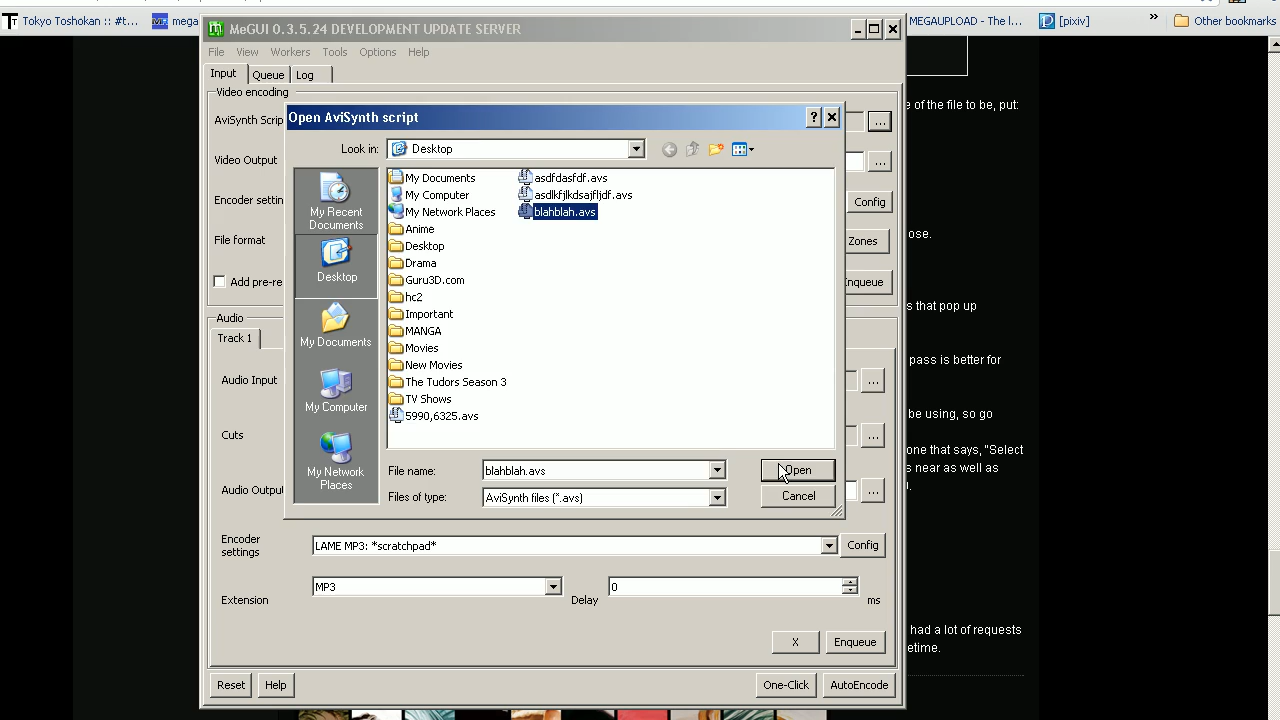 Tokyo Toshokan :: #t...
mega
MEGAUPLOAD - The l...
[pixiv]
»
Other bookmarks
MeGUI 0.3.5.24 DEVELOPMENT UPDATE SERVER
File View Workers Tools Options Help
Input Queue Log
Video encoding
e of the file to be, put:
AviSynth Scrip
...
Video Output
...
Encoder settin
Config
File format
Zones
ose.
Add pre-re
nqueue
s that pop up
Open AviSynth script
Look in: Desktop
My Recent Documents
Desktop
My Documents
My Computer
My Network Places
My Documents
My Computer
My Network Places
Anime
Desktop
Drama
Guru3D.com
hc2
Important
MANGA
Movies
New Movies
The Tudors Season 3
TV Shows
5990,6325.avs
asdfdasfdf.avs
asdlkfjlkdsajfljdf.avs
blahblah.avs
File name: blahblah.avs
Open
Files of type: AviSynth files (*.avs)
Cancel
Audio
Track 1
pass is better for
Audio Input
...
be using, so go
Cuts
...
one that says, "Select
s near as well as
Audio Output
...
Encoder settings
LAME MP3: *scratchpad*
Config
Extension
MP3
Delay
0
ms
had a lot of requests
etime.
X
Enqueue
Reset
Help
One-Click
AutoEncode